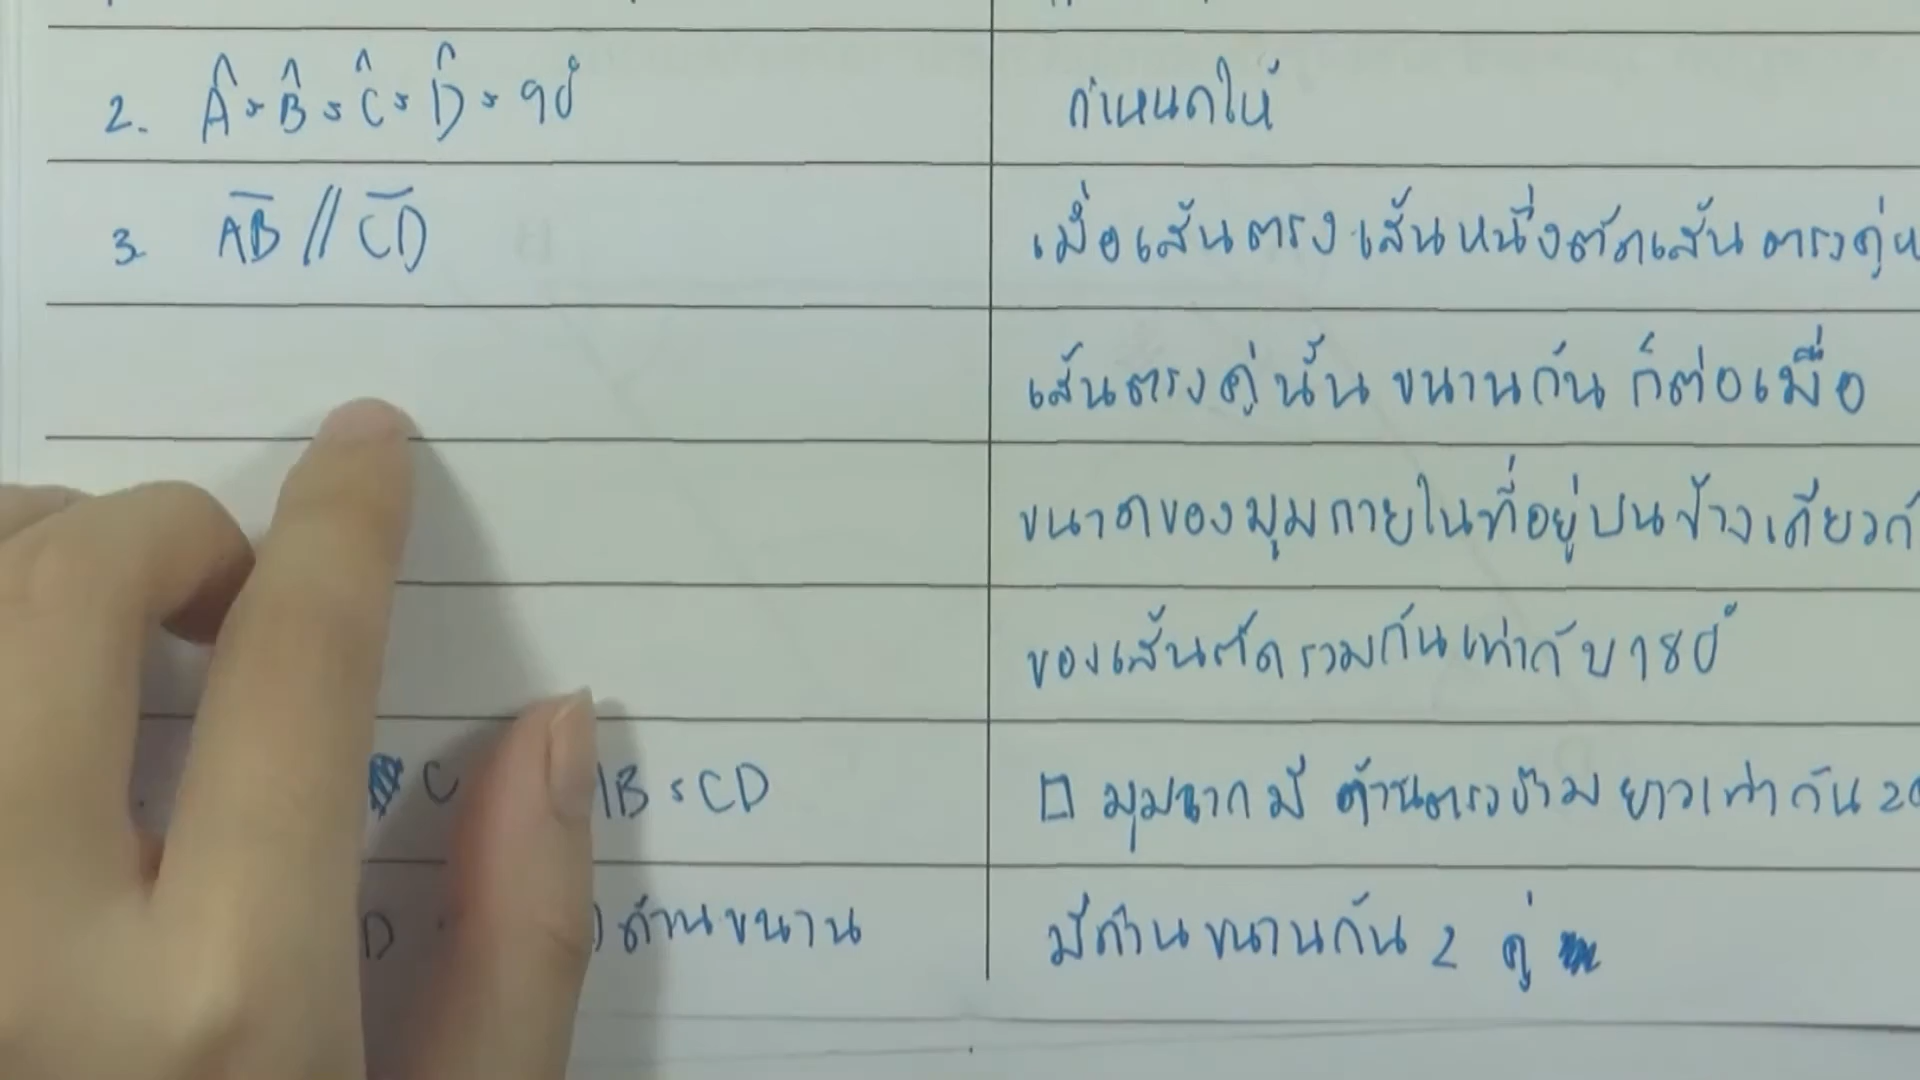 2. Â = B̂ = Ĉ = D̂ = 90°
กำหนดให้
3. A̅B̅ // C̅D̅
เมื่อเส้นตรงเส้นหนึ่งตัดเส้นตรงคู่ห
เส้นตรงคู่นั้นขนานกัน ก็ต่อเมื่อ
ขนาดของมุมภายในที่อยู่บนข้างเดียวกั
ของเส้นตัดรวมกันเท่ากับ 180°
C B = CD
□ มุมฉากมี ด้านตรงข้ามยาวเท่ากัน 2
D ด้านขนาน
มีด้านขนานกัน 2 คู่